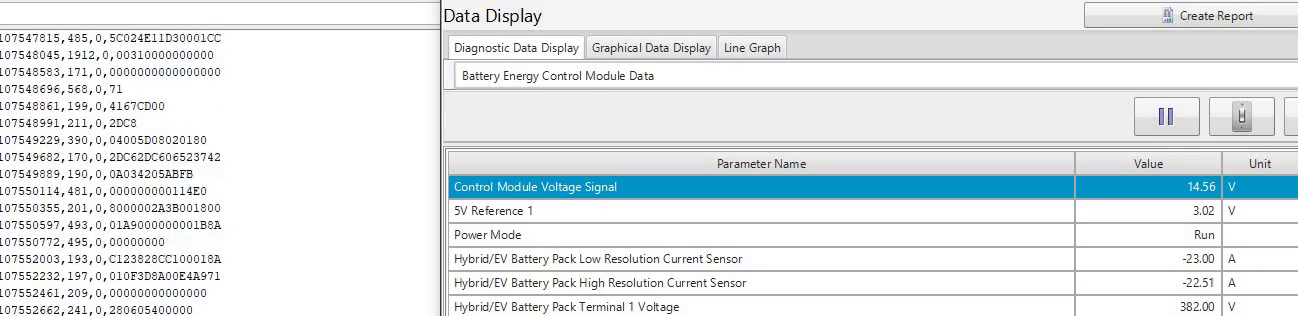 107547815,485,0,5C024E11D30001CC
107548045,1912,0,00310000000000
107548583,171,0,0000000000000000
107548696,568,0,71
107548861,199,0,4167CD00
107548991,211,0,2DC8
107549229,390,0,04005D08020180
107549682,170,0,2DC62DC606523742
107549889,190,0,0A034205ABFB
107550114,481,0,000000000114E0
107550355,201,0,8000002A3B001800
107550597,493,0,01A9000000001B8A
107550772,495,0,00000000
107552003,193,0,C123828CC100018A
107552232,197,0,010F3D8A00E4A971
107552461,209,0,00000000000000
107552662,241,0,280605400000
Data Display
Create Report
Diagnostic Data Display Graphical Data Display Line Graph
Battery Energy Control Module Data
Parameter Name Value Unit
Control Module Voltage Signal 14.56 V
5V Reference 1 3.02 V
Power Mode Run
Hybrid/EV Battery Pack Low Resolution Current Sensor -23.00 A
Hybrid/EV Battery Pack High Resolution Current Sensor -22.51 A
Hybrid/EV Battery Pack Terminal 1 Voltage 382.00 V